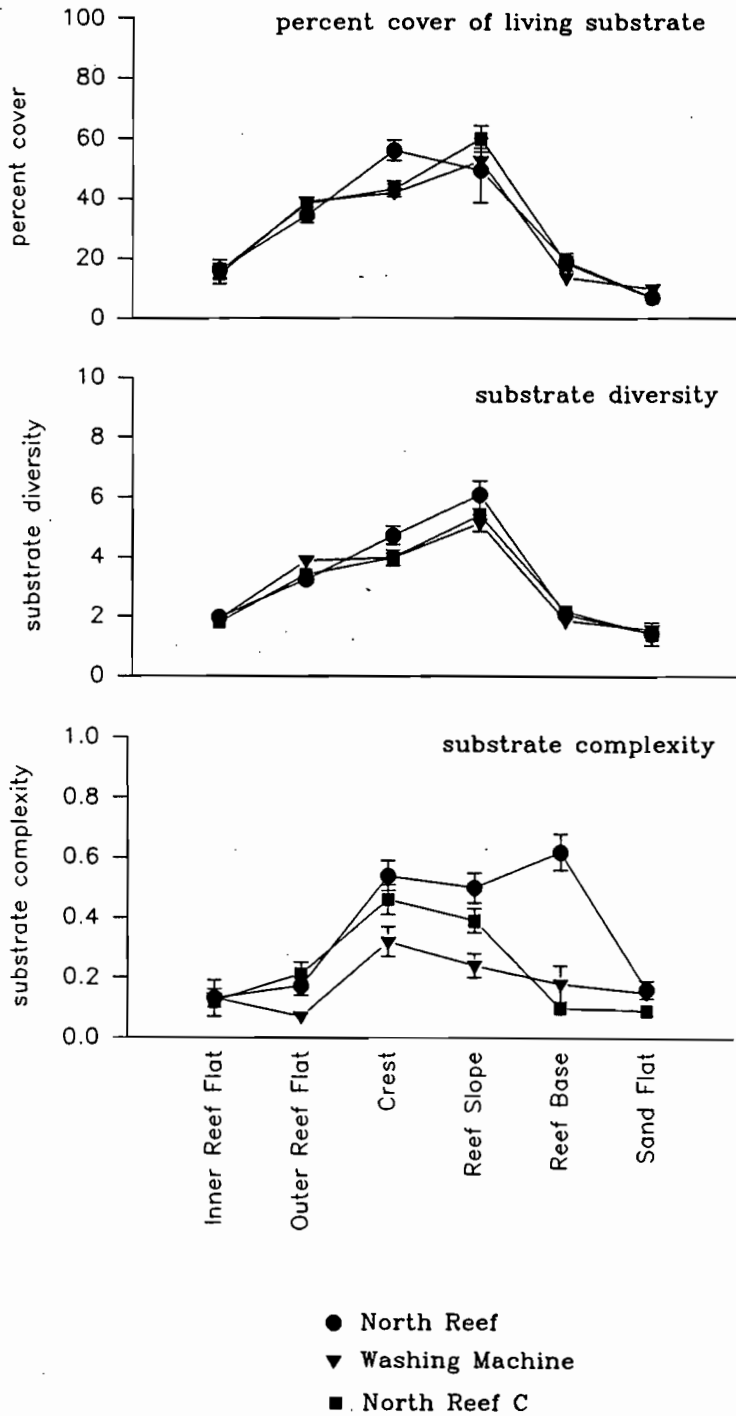 percent cover of living substrate
percent cover
100
80
60
40
20
0
substrate diversity
substrate diversity
10
8
6
4
2
0
substrate complexity
substrate complexity
1.0
0.8
0.6
0.4
0.2
0.0
Inner Reef Flat
Outer Reef Flat
Crest
Reef Slope
Reef Base
Sand Flat
North Reef
Washing Machine
North Reef C